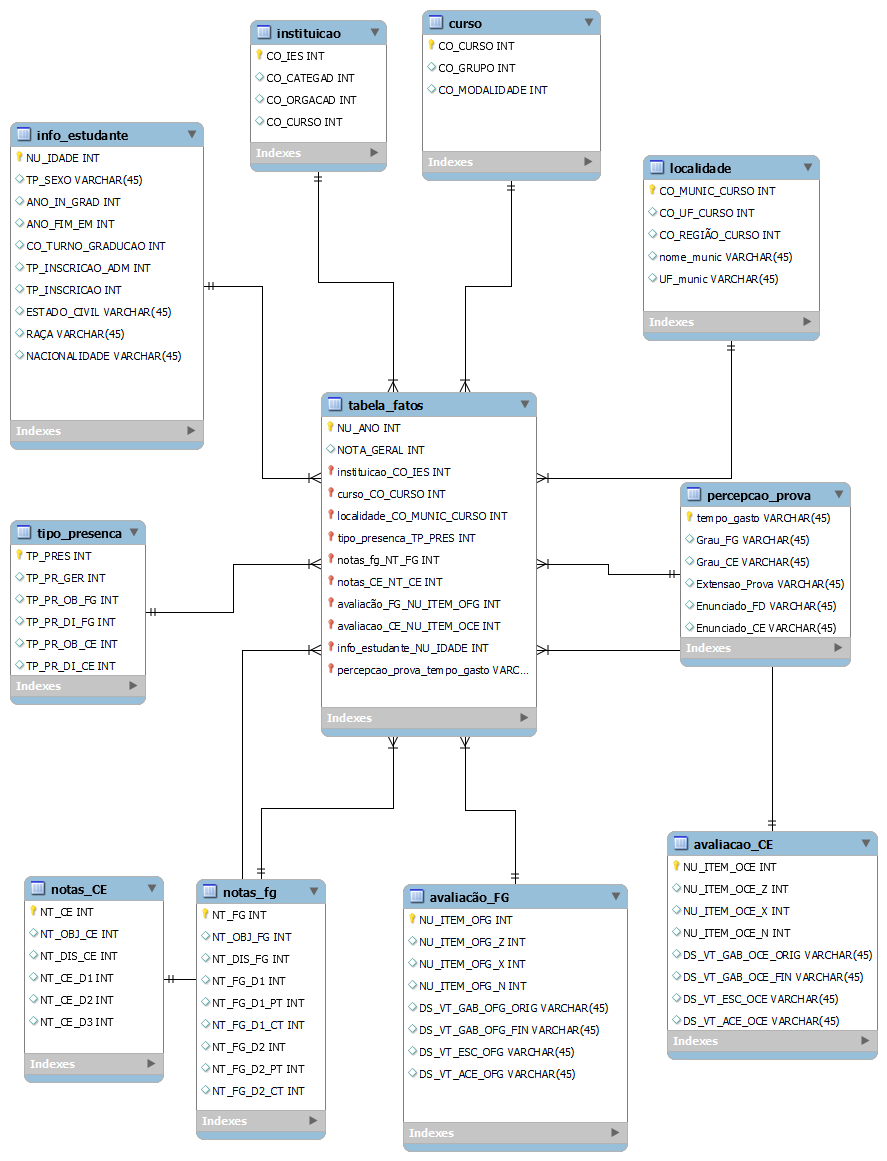 instituicao
CO_IES INT
CO_CATEGAD INT
CO_ORGACAD INT
CO_CURSO INT
Indexes
curso
CO_CURSO INT
CO_GRUPO INT
CO_MODALIDADE INT
Indexes
info_estudante
NU_IDADE INT
TP_SEXO VARCHAR(45)
ANO_IN_GRAD INT
ANO_FIM_EM INT
CO_TURNO_GRADUCAO INT
TP_INSCRICAO_ADM INT
TP_INSCRICAO INT
ESTADO_CIVIL VARCHAR(45)
RAÇA VARCHAR(45)
NACIONALIDADE VARCHAR(45)
Indexes
localidade
CO_MUNIC_CURSO INT
CO_UF_CURSO INT
CO_REGIÃO_CURSO INT
nome_munic VARCHAR(45)
UF_munic VARCHAR(45)
Indexes
tabela_fatos
NU_ANO INT
NOTA_GERAL INT
instituicao_CO_IES INT
curso_CO_CURSO INT
localidade_CO_MUNIC_CURSO INT
tipo_presenca_TP_PRES INT
notas_fg_NT_FG INT
notas_CE_NT_CE INT
avaliacão_FG_NU_ITEM_OFG INT
avaliacao_CE_NU_ITEM_OCE INT
info_estudante_NU_IDADE INT
percepcao_prova_tempo_gasto VARC...
Indexes
percepcao_prova
tempo_gasto VARCHAR(45)
Grau_FG VARCHAR(45)
Grau_CE VARCHAR(45)
Extensao_Prova VARCHAR(45)
Enunciado_FD VARCHAR(45)
Enunciado_CE VARCHAR(45)
Indexes
tipo_presenca
TP_PRES INT
TP_PR_GER INT
TP_PR_OB_FG INT
TP_PR_DI_FG INT
TP_PR_OB_CE INT
TP_PR_DI_CE INT
Indexes
notas_CE
NT_CE INT
NT_OBJ_CE INT
NT_DIS_CE INT
NT_CE_D1 INT
NT_CE_D2 INT
NT_CE_D3 INT
Indexes
notas_fg
NT_FG INT
NT_OBJ_FG INT
NT_DIS_FG INT
NT_FG_D1 INT
NT_FG_D1_PT INT
NT_FG_D1_CT INT
NT_FG_D2 INT
NT_FG_D2_PT INT
NT_FG_D2_CT INT
Indexes
avaliacão_FG
NU_ITEM_OFG INT
NU_ITEM_OFG_Z INT
NU_ITEM_OFG_X INT
NU_ITEM_OFG_N INT
DS_VT_GAB_OFG_ORIG VARCHAR(45)
DS_VT_GAB_OFG_FIN VARCHAR(45)
DS_VT_ESC_OFG VARCHAR(45)
DS_VT_ACE_OFG VARCHAR(45)
Indexes
avaliacao_CE
NU_ITEM_OCE INT
NU_ITEM_OCE_Z INT
NU_ITEM_OCE_X INT
NU_ITEM_OCE_N INT
DS_VT_GAB_OCE_ORIG VARCHAR(45)
DS_VT_GAB_OCE_FIN VARCHAR(45)
DS_VT_ESC_OCE VARCHAR(45)
DS_VT_ACE_OCE VARCHAR(45)
Indexes